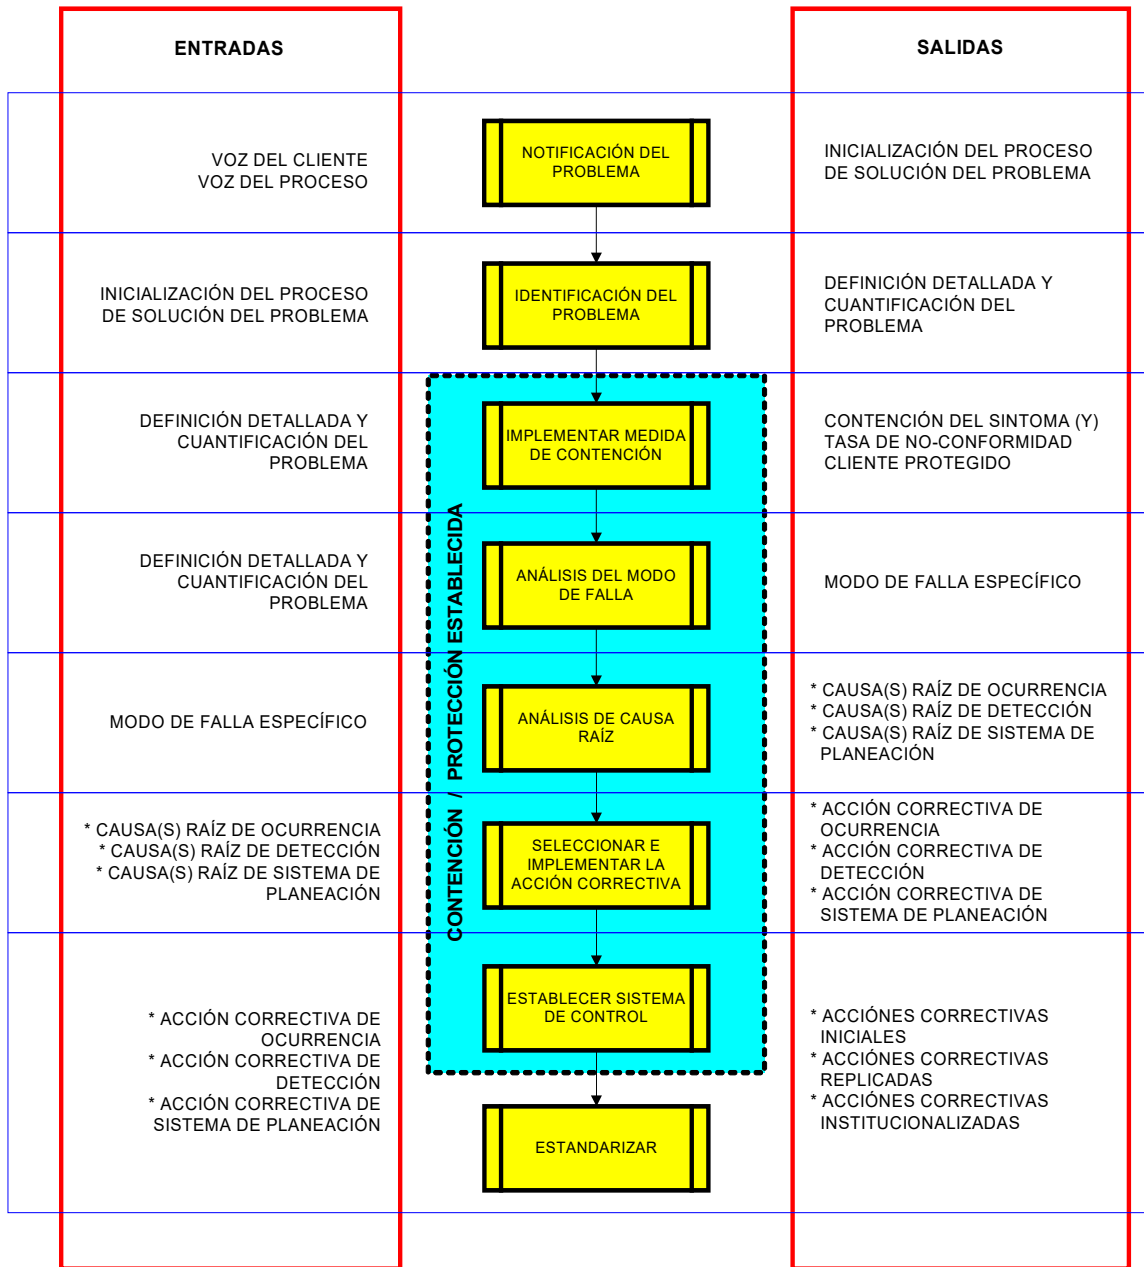 ENTRADAS
SALIDAS
VOZ DEL CLIENTE
VOZ DEL PROCESO
NOTIFICACIÓN DEL
PROBLEMA
INICIALIZACIÓN DEL PROCESO
DE SOLUCIÓN DEL PROBLEMA
INICIALIZACIÓN DEL PROCESO
DE SOLUCIÓN DEL PROBLEMA
IDENTIFICACIÓN DEL
PROBLEMA
DEFINICIÓN DETALLADA Y
CUANTIFICACIÓN DEL
PROBLEMA
CONTENCIÓN / PROTECCIÓN ESTABLECIDA
DEFINICIÓN DETALLADA Y
CUANTIFICACIÓN DEL
PROBLEMA
IMPLEMENTAR MEDIDA
DE CONTENCIÓN
CONTENCIÓN DEL SINTOMA (Y)
TASA DE NO-CONFORMIDAD
CLIENTE PROTEGIDO
DEFINICIÓN DETALLADA Y
CUANTIFICACIÓN DEL
PROBLEMA
ANÁLISIS DEL MODO
DE FALLA
MODO DE FALLA ESPECÍFICO
MODO DE FALLA ESPECÍFICO
ANÁLISIS DE CAUSA
RAÍZ
* CAUSA(S) RAÍZ DE OCURRENCIA
* CAUSA(S) RAÍZ DE DETECCIÓN
* CAUSA(S) RAÍZ DE SISTEMA DE
PLANEACIÓN
* CAUSA(S) RAÍZ DE OCURRENCIA
* CAUSA(S) RAÍZ DE DETECCIÓN
* CAUSA(S) RAÍZ DE SISTEMA DE
PLANEACIÓN
SELECCIONAR E
IMPLEMENTAR LA
ACCIÓN CORRECTIVA
* ACCIÓN CORRECTIVA DE
OCURRENCIA
* ACCIÓN CORRECTIVA DE
DETECCIÓN
* ACCIÓN CORRECTIVA DE
SISTEMA DE PLANEACIÓN
* ACCIÓN CORRECTIVA DE
OCURRENCIA
* ACCIÓN CORRECTIVA DE
DETECCIÓN
* ACCIÓN CORRECTIVA DE
SISTEMA DE PLANEACIÓN
ESTABLECER SISTEMA
DE CONTROL
ESTANDARIZAR
* ACCIÓNES CORRECTIVAS
INICIALES
* ACCIÓNES CORRECTIVAS
REPLICADAS
* ACCIÓNES CORRECTIVAS
INSTITUCIONALIZADAS